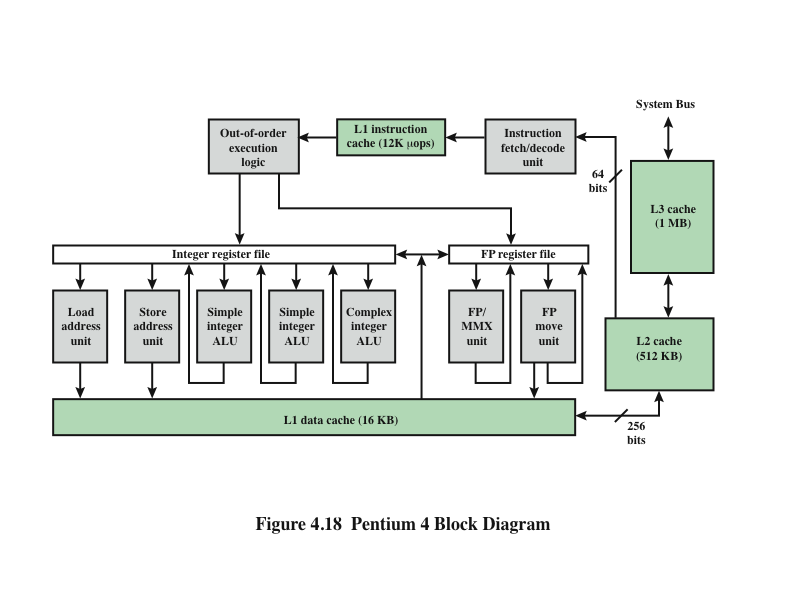 System Bus
Out-of-order
execution
logic
L1 instruction
cache (12K μops)
Instruction
fetch/decode
unit
64
bits
L3 cache
(1 MB)
Integer register file
FP register file
Load
address
unit
Store
address
unit
Simple
integer
ALU
Simple
integer
ALU
Complex
integer
ALU
FP/
MMX
unit
FP
move
unit
L2 cache
(512 KB)
L1 data cache (16 KB)
256
bits
Figure 4.18 Pentium 4 Block Diagram